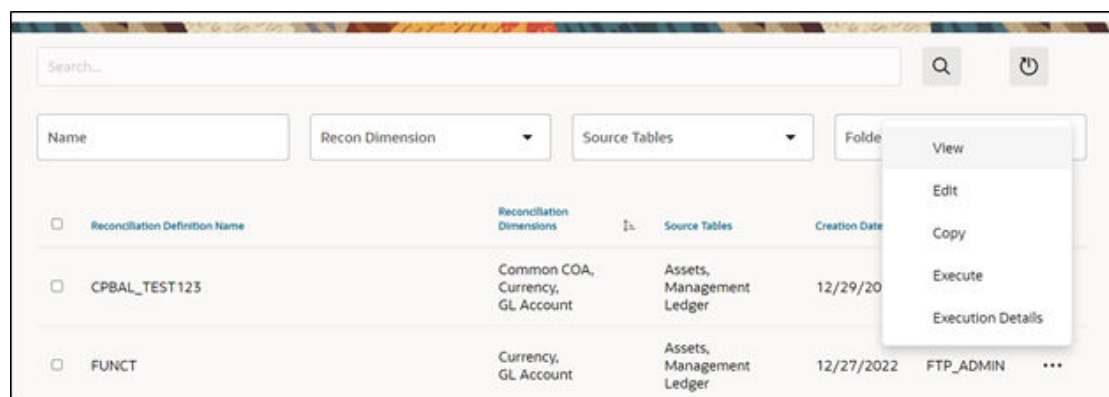 Search...
Name
Recon Dimension
Source Tables
Folde
View
Edit
Copy
Execute
Execution Details
Reconciliation Definition Name
Reconciliation
Dimensions
Source Tables
Creation Date
CPBAL_TEST123
Common COA,
Currency,
GL Account
Assets,
Management
Ledger
12/29/20
FUNCT
Currency,
GL Account
Assets,
Management
Ledger
12/27/2022
FTP_ADMIN